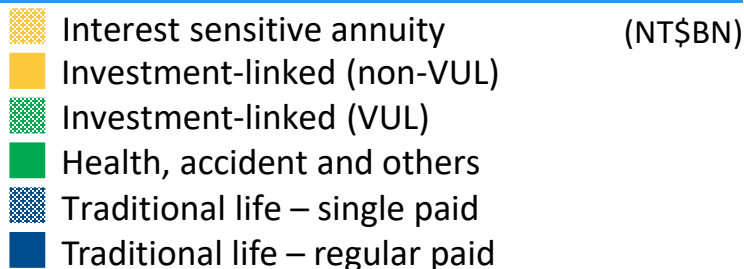 Interest sensitive annuity (NT$BN)
Investment-linked (non-VUL)
Investment-linked (VUL)
Health, accident and others
Traditional life – single paid
Traditional life – regular paid